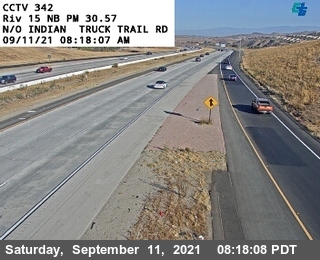 CCTV 342
Riv 15 NB PM 30.57
N/O INDIAN TRUCK TRAIL RD
09/11/21 08:18:07 AM
Saturday, September 11, 2021 08:18:08 PDT